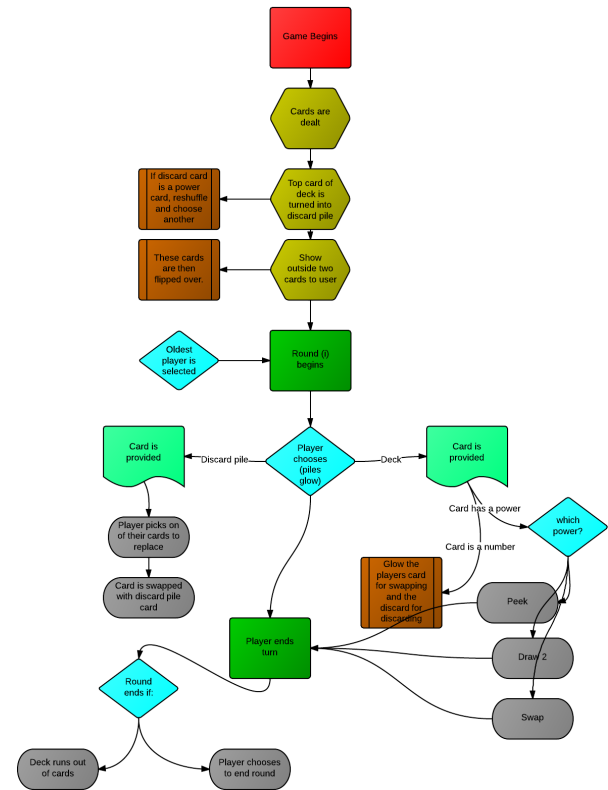 Game Begins
Cards are
dealt
If discard card
is a power
card, reshuffle
and choose
another
Top card of
deck is
turned into
discard pile
These cards
are then
flipped over.
Show
outside two
cards to user
Oldest
player is
selected
Round (i)
begins
Card is
provided
Discard pile
Player
chooses
(piles
glow)
Deck
Card is
provided
Card has a power
which
power?
Player picks on
of their cards to
replace
Card is a number
Card is swapped
with discard pile
card
Glow the
players card
for swapping
and the
discard for
discarding
Peek
Player ends
turn
Draw 2
Round
ends if:
Swap
Deck runs out
of cards
Player chooses
to end round